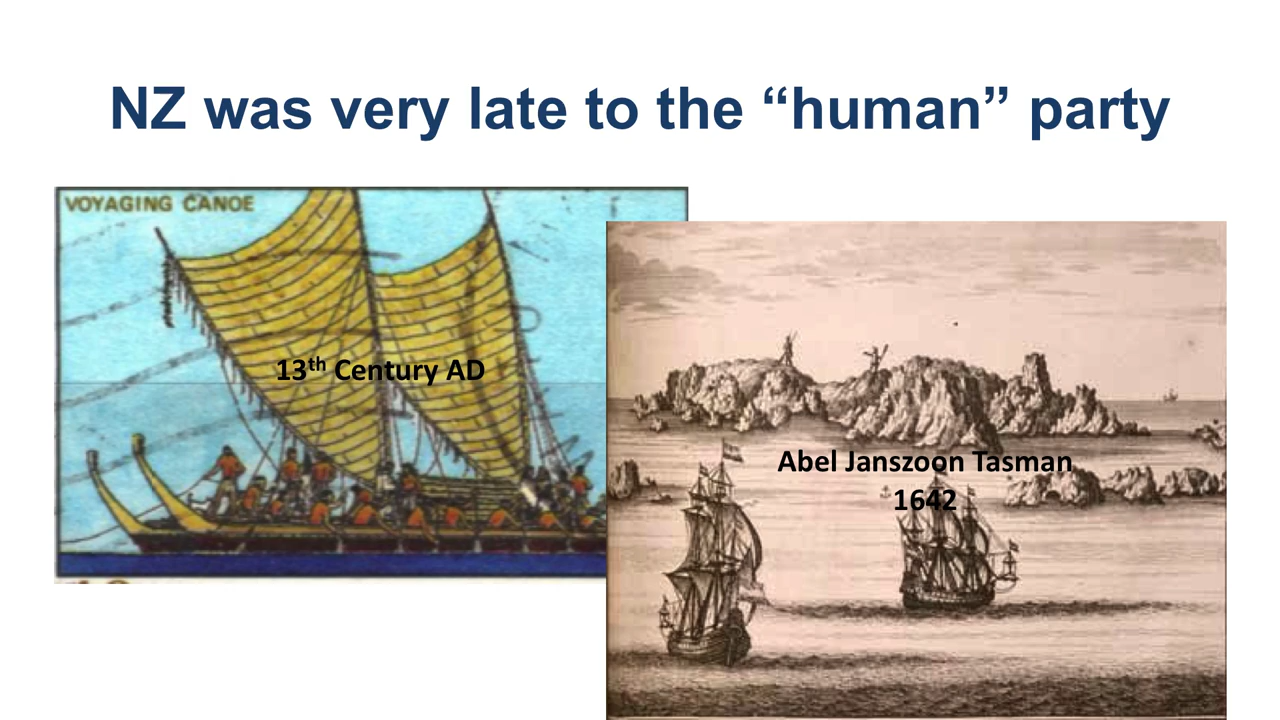 NZ was very late to the “human” party
VOYAGING CANOE
13th Century AD
Abel Janszoon Tasman
1642